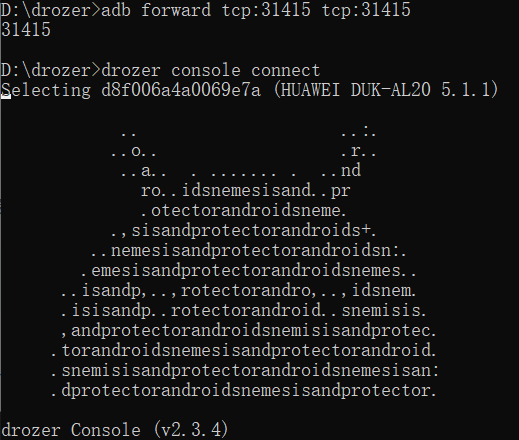 D:\drozer>adb forward tcp:31415 tcp:31415
31415
D:\drozer>drozer console connect
Selecting d8f006a4a0069e7a (HUAWEI DUK-AL20 5.1.1)
.. ..:.
..o.. .r..
..a.. . ....... . ..nd
ro..idsnemesisand..pr
.otectorandroidsneme.
.,sisandprotectorandroids+.
..nemesisandprotectorandroidsn:.
.emesisandprotectorandroidsnemes..
..isandp,..,rotectorandro,..,idsnem.
.isisandp..rotectorandroid..snemisis.
,andprotectorandroidsnemisisandprotec.
.torandroidsnemesisandprotectorandroid.
.snemisisandprotectorandroidsnemesisan:
.dprotectorandroidsnemesisandprotector.
drozer Console (v2.3.4)